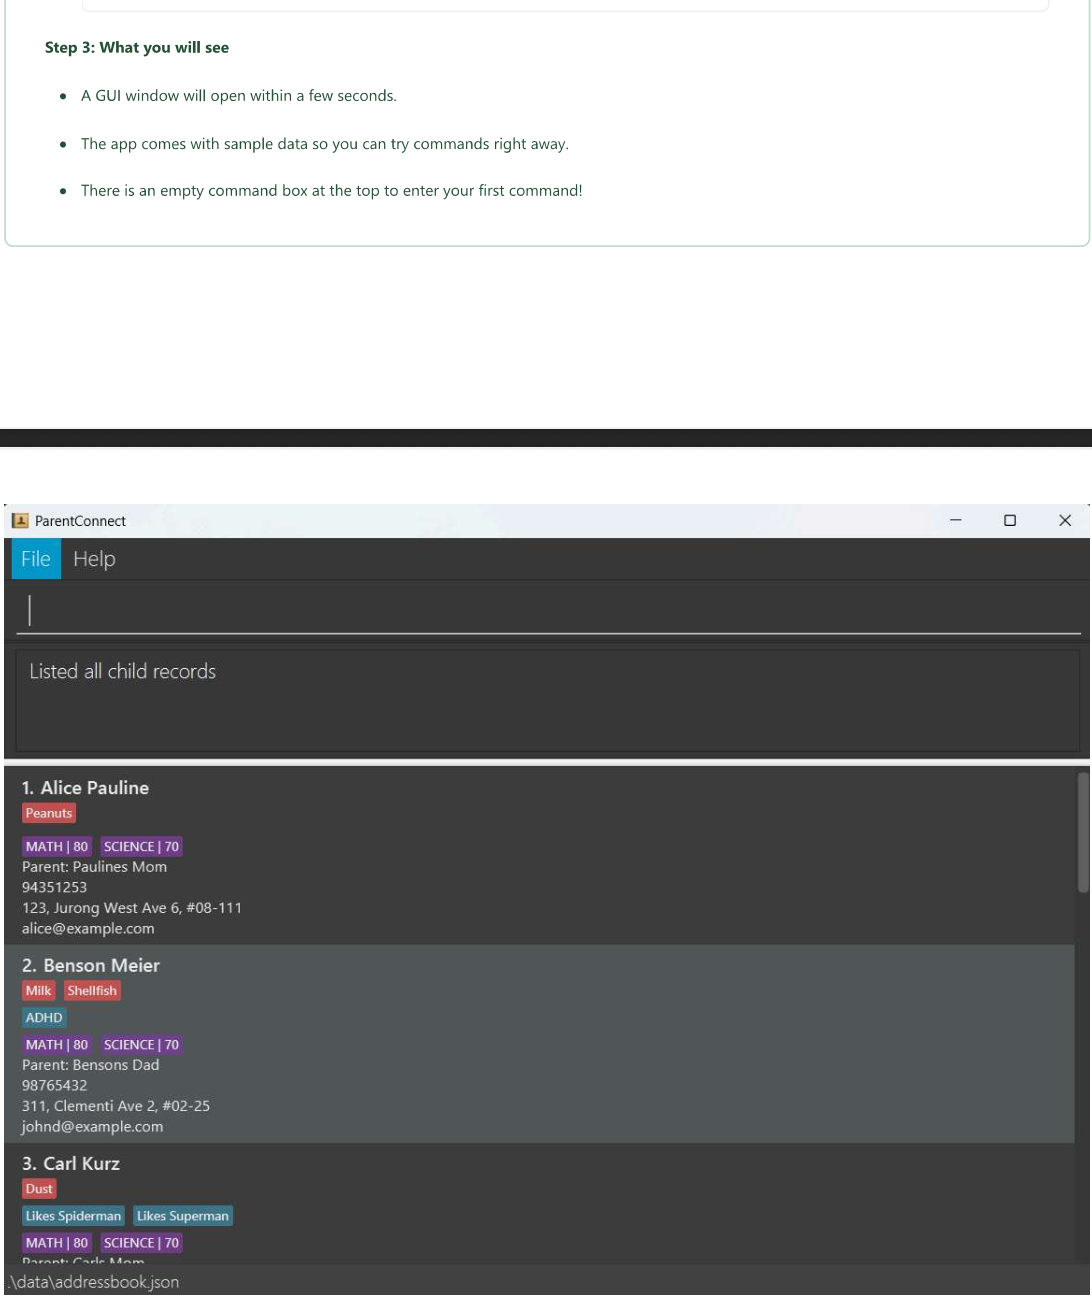 Step 3: What you will see
• A GUI window will open within a few seconds.
• The app comes with sample data so you can try commands right away.
• There is an empty command box at the top to enter your first command!
ParentConnect
File Help
Listed all child records
1. Alice Pauline
Peanuts
MATH | 80 SCIENCE | 70
Parent: Paulines Mom
94351253
123, Jurong West Ave 6, #08-111
alice@example.com
2. Benson Meier
Milk Shellfish
ADHD
MATH | 80 SCIENCE | 70
Parent: Bensons Dad
98765432
311, Clementi Ave 2, #02-25
johnd@example.com
3. Carl Kurz
Dust
Likes Spiderman Likes Superman
MATH | 80 SCIENCE | 70
Parent: Carls Mom
.\data\addressbook.json